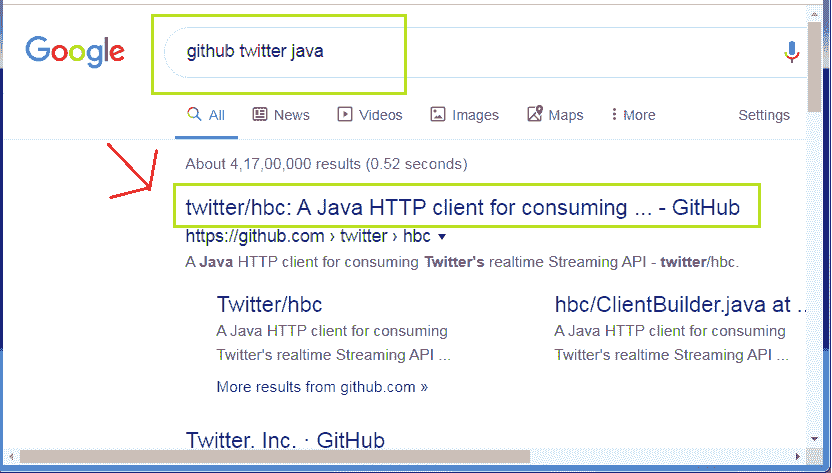 Google
github twitter java
All News Videos Images Maps More Settings
About 4,17,00,000 results (0.52 seconds)
twitter/hbc: A Java HTTP client for consuming ... - GitHub
https://github.com › twitter › hbc
A Java HTTP client for consuming Twitter's realtime Streaming API - twitter/hbc.
Twitter/hbc
A Java HTTP client for consuming
Twitter's realtime Streaming API ...
More results from github.com »
hbc/ClientBuilder.java at ..
A Java HTTP client for consuming
Twitter's realtime Streaming API ...
Twitter, Inc. · GitHub